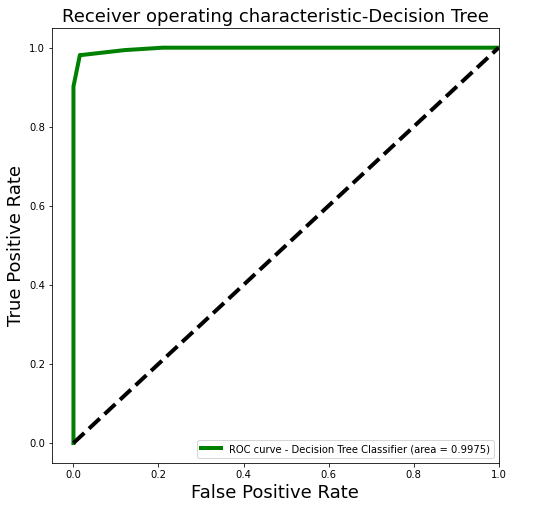 Receiver operating characteristic-Decision Tree
True Positive Rate
1.0
0.8
0.6
0.4
0.2
0.0
ROC curve - Decision Tree Classifier (area = 0.9975)
0.0 0.2 0.4 0.6 0.8 1.0
False Positive Rate